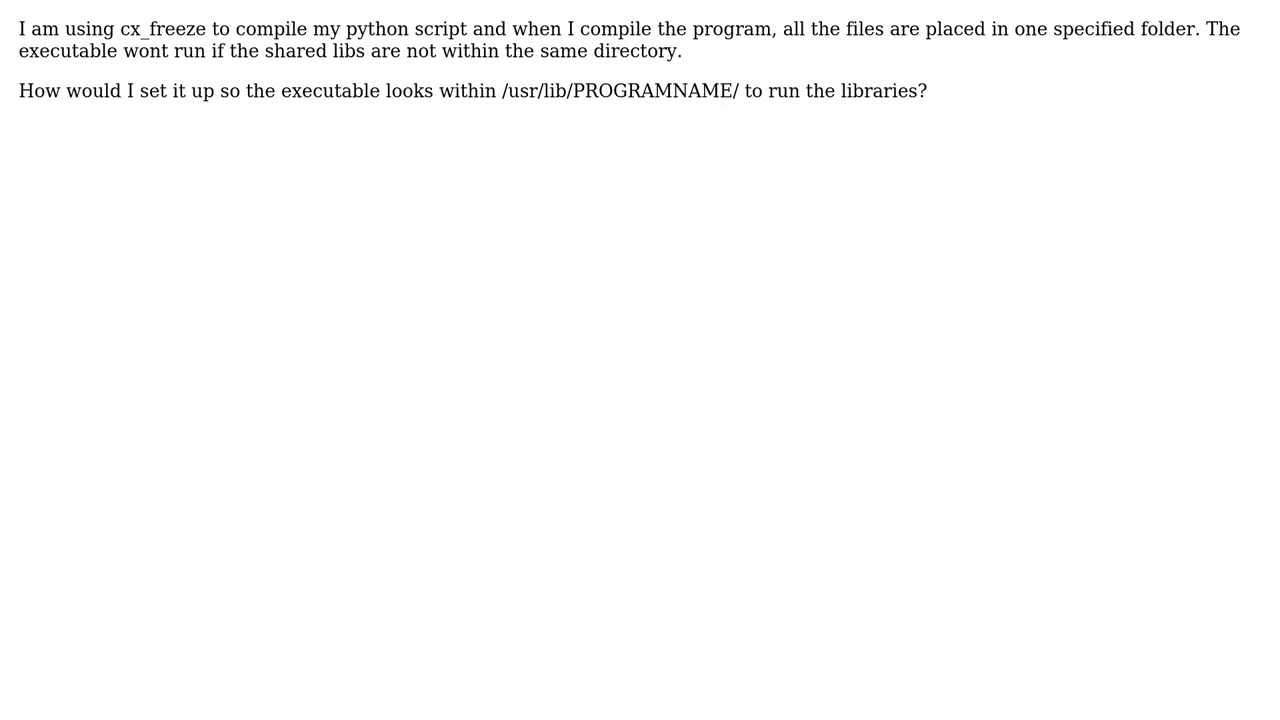 I am using cx_freeze to compile my python script and when I compile the program, all the files are placed in one specified folder. The
executable wont run if the shared libs are not within the same directory.
How would I set it up so the executable looks within /usr/lib/PROGRAMNAME/ to run the libraries?